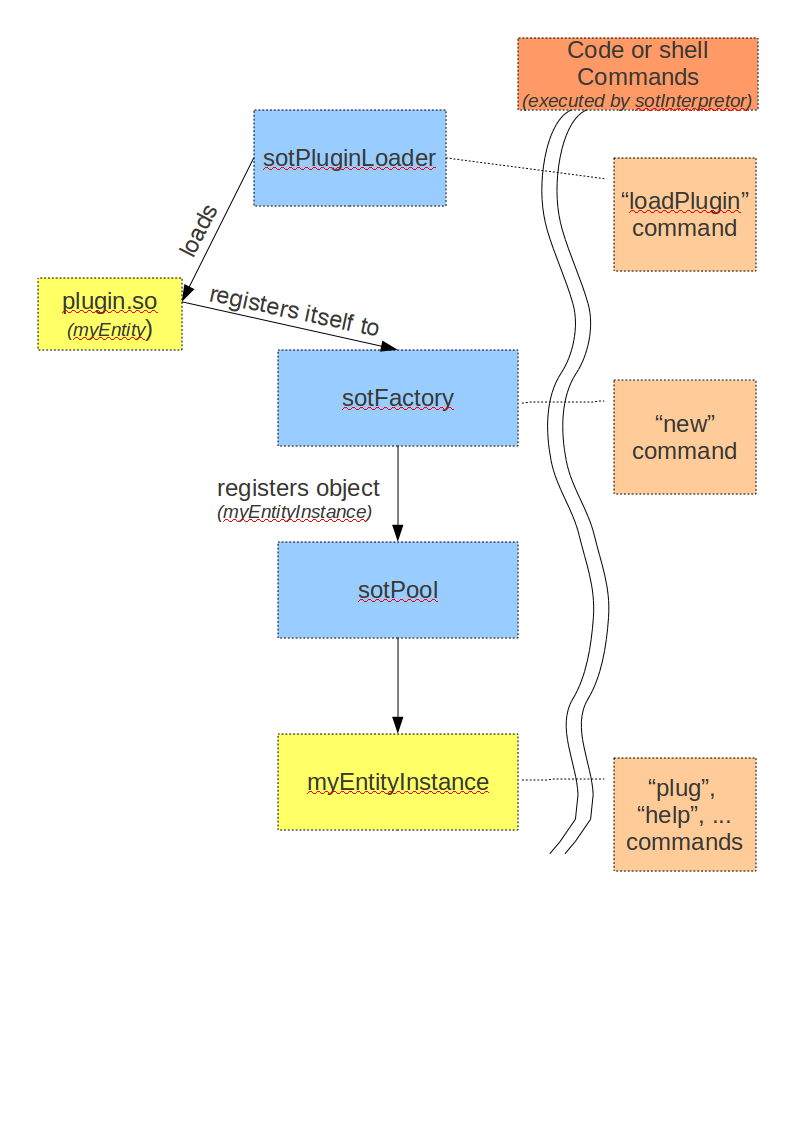 Code or shell
Commands
(executed by sotInterpretor)
sotPluginLoader
“loadPlugin”
command
loads
plugin.so
(myEntity)
registers itself to
sotFactory
“new”
command
registers object
(myEntityInstance)
sotPool
myEntityInstance
“plug”,
“help”, ...
commands